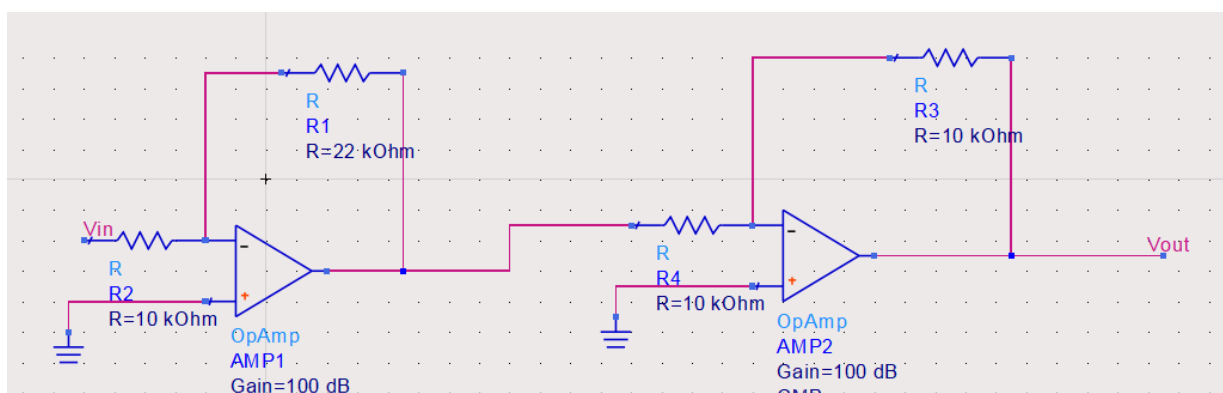 R
R1
R=22 kOhm
R
R3
R=10 kOhm
Vin
R
R2
R=10 kOhm
-
+
OpAmp
AMP1
Gain=100 dB
R
R4
R=10 kOhm
-
+
OpAmp
AMP2
Gain=100 dB
Vout